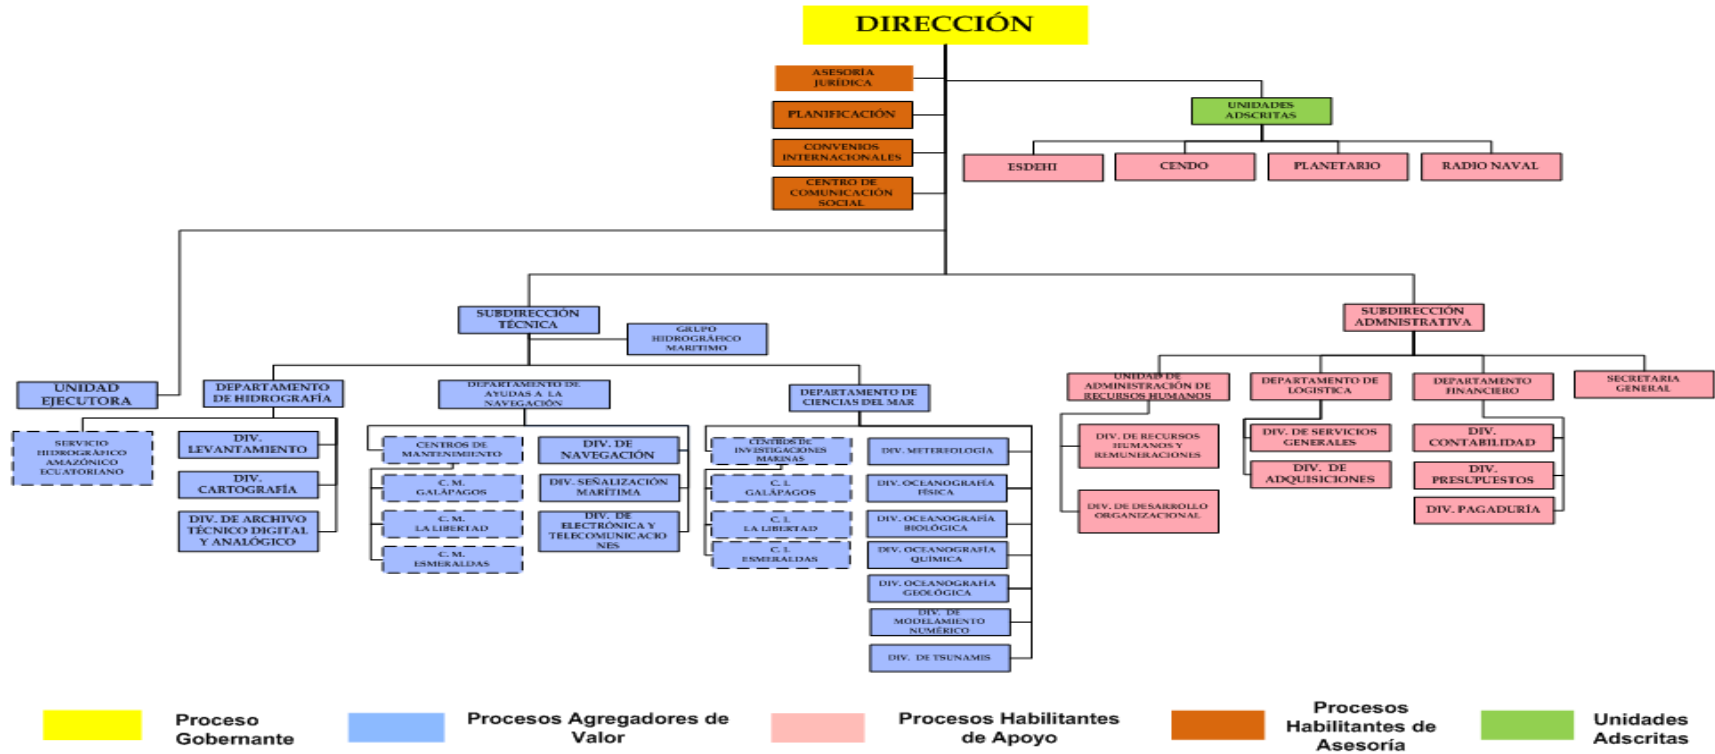 DIRECCIÓN
ASESORÍA
JURÍDICA
PLANIFICACIÓN
CONVENIOS
INTERNACIONALES
CENTRO DE
COMUNICACIÓN
SOCIAL
UNIDADES
ADSCRITAS
ESDEHI
CENDO
PLANETARIO
RADIO NAVAL
SUBDIRECCIÓN
TÉCNICA
GRUPO
HIDROGRÁFICO
MARITIMO
SUBDIRECCIÓN
ADMNISTRATIVA
UNIDAD
EJECUTORA
DEPARTAMENTO
DE HIDROGRAFÍA
DEPARTAMENTO DE
AYUDAS A LA
NAVEGACIÓN
DEPARTAMENTO DE
CIENCIAS DEL MAR
UNIDAD DE
ADMINISTRACIÓN DE
RECURSOS HUMANOS
DEPARTAMENTO DE
LOGISTICA
DEPARTAMENTO
FINANCIERO
SECRETARIA
GENERAL
SERVICIO
HIDROGRÁFICO
AMAZÓNICO
ECUATORIANO
DIV.
LEVANTAMIENTO
DIV.
CARTOGRAFÍA
DIV. DE ARCHIVO
TÉCNICO DIGITAL
Y ANALÓGICO
CENTROS DE
MANTENIMIENTO
C. M.
GALÁPAGOS
C. M.
LA LIBERTAD
C. M.
ESMERALDAS
DIV. DE
NAVEGACIÓN
DIV. SEÑALIZACIÓN
MARÍTIMA
DIV. DE
ELECTRÓNICA Y
TELECOMUNICACIO
NES
CENTROS DE
INVESTIGACIONES
MARINAS
C. I.
GALÁPAGOS
C. I.
LA LIBERTAD
C. I.
ESMERALDAS
DIV. METEREOLOGÍA
DIV. OCEANOGRAFÍA
FÍSICA
DIV. OCEANOGRAFÍA
BIOLÓGICA
DIV. OCEANOGRAFÍA
QUÍMICA
DIV. OCEANOGRAFÍA
GEOLÓGICA
DIV. DE
MODELAMIENTO
NUMÉRICO
DIV. DE TSUNAMIS
DIV. DE RECURSOS
HUMANOS Y
REMUNERACIONES
DIV. DE DESARROLLO
ORGANIZACIONAL
DIV. DE SERVICIOS
GENERALES
DIV. DE
ADQUISICIONES
DIV.
CONTABILIDAD
DIV.
PRESUPUESTOS
DIV. PAGADURÍA
Proceso
Gobernante
Procesos Agregadores de
Valor
Procesos Habilitantes
de Apoyo
Procesos
Habilitantes de
Asesoría
Unidades
Adscritas